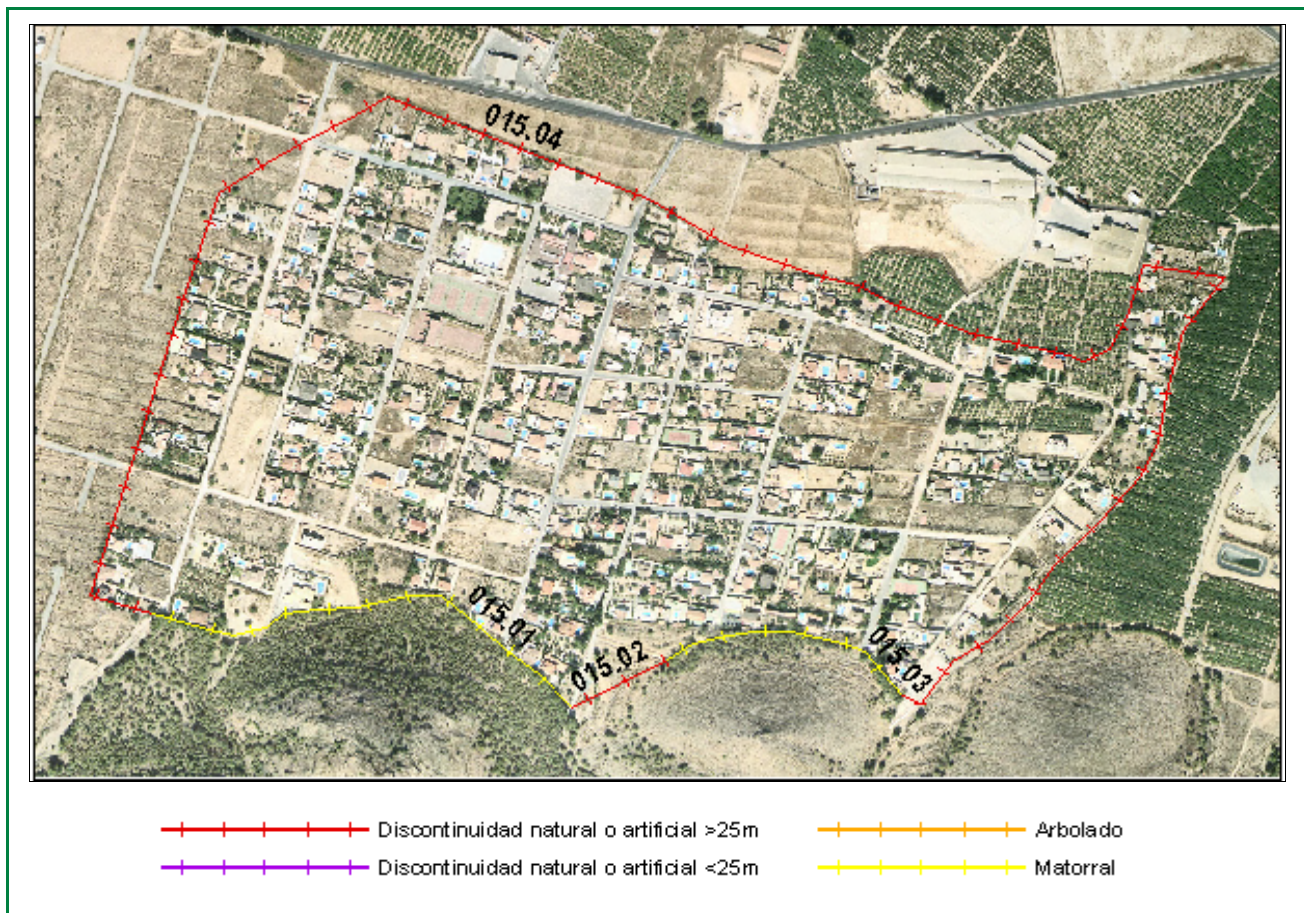 015.04
015.01
015.02
015.03
Discontinuidad natural o artificial >25m
Arbolado
Discontinuidad natural o artificial <25m
Matorral